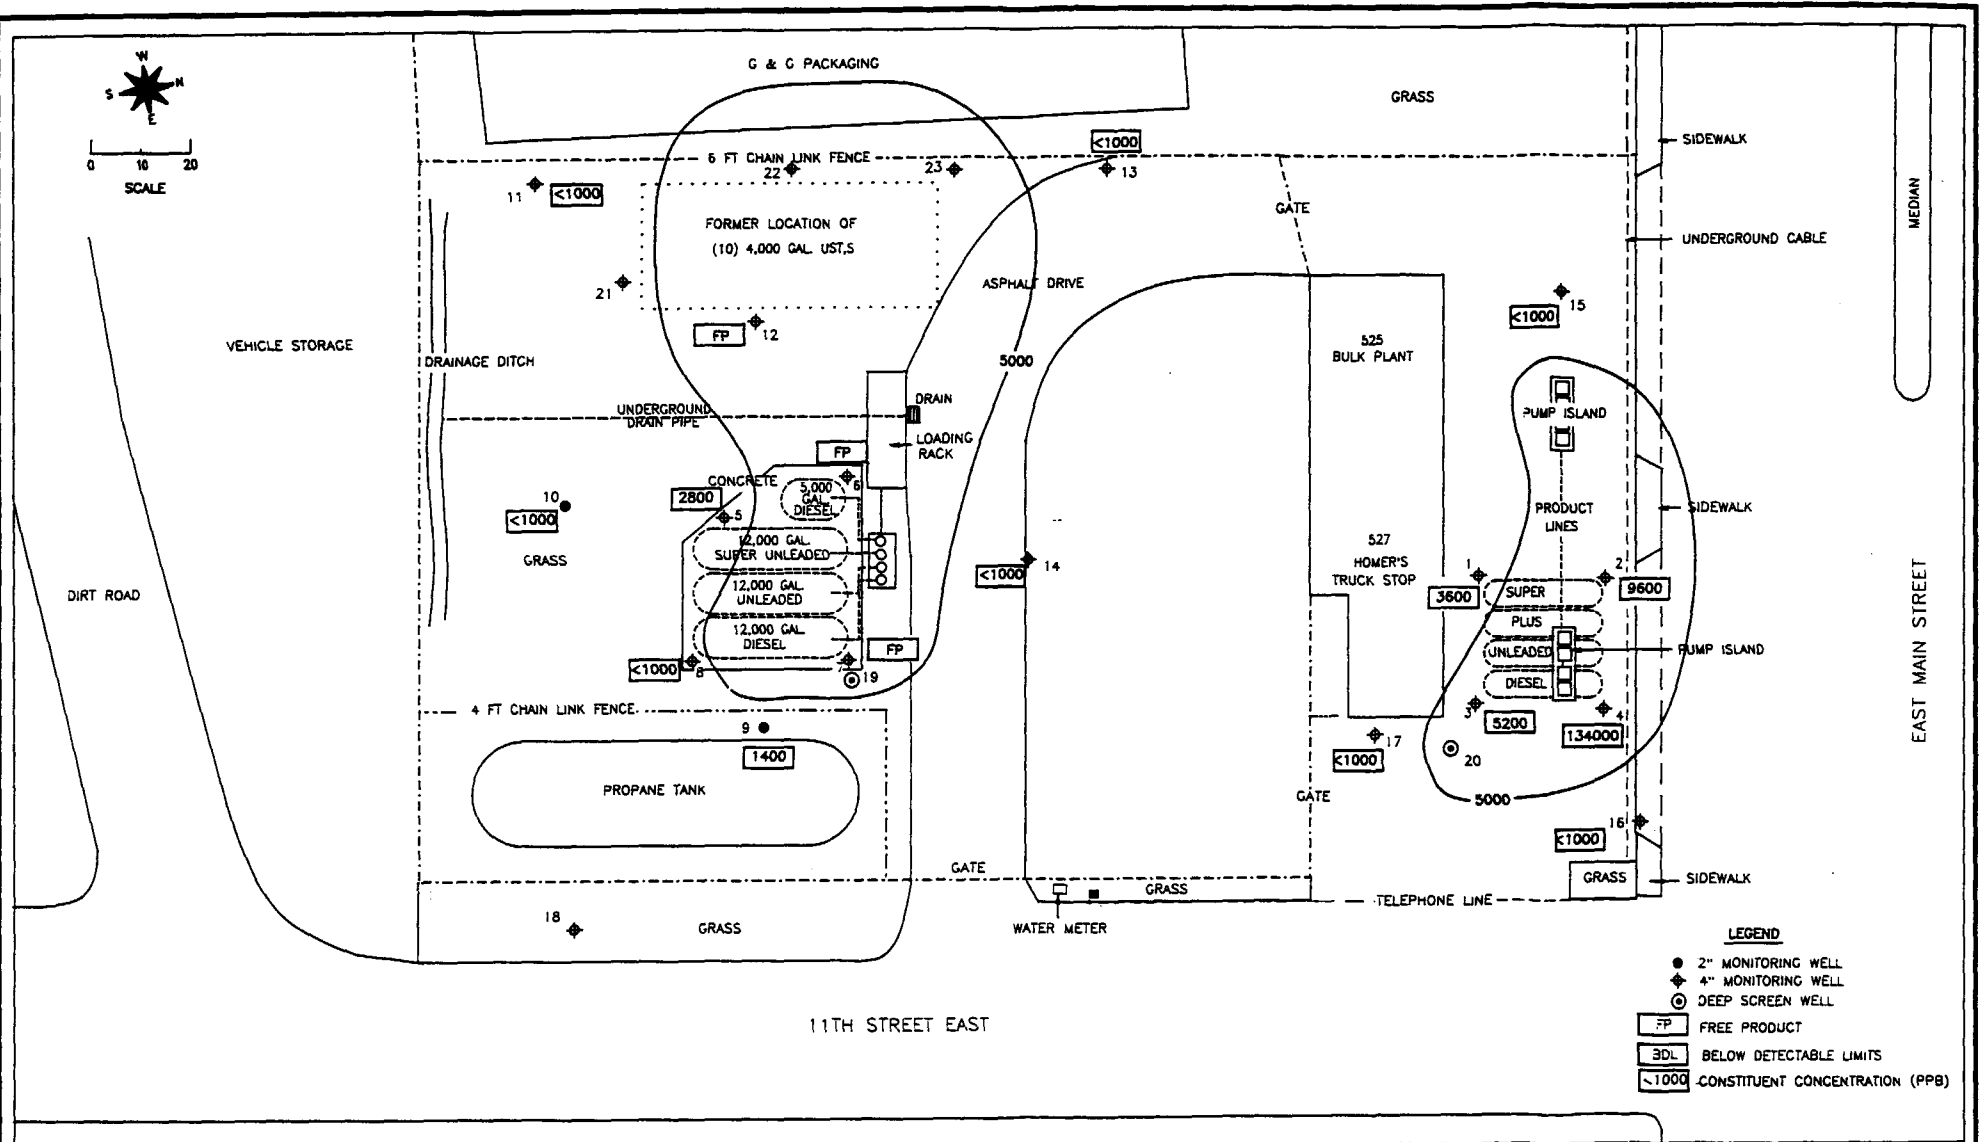 W
N
S
E
0 10 20
SCALE
G & G PACKAGING
GRASS
SIDEWALK
MEDIAN
6 FT CHAIN LINK FENCE
<1000
11
<1000
22
23
13
FORMER LOCATION OF
(10) 4,000 GAL. UST,S
GATE
UNDERGROUND CABLE
21
ASPHALT DRIVE
15
<1000
FP
12
VEHICLE STORAGE
DRAINAGE DITCH
5000
525
BULK PLANT
UNDERGROUND
DRAIN PIPE
DRAIN
PUMP ISLAND
LOADING
RACK
FP
CONCRETE
6
10
<1000
2800
5
5,000
GAL.
DIESEL
PRODUCT
LINES
SIDEWALK
GRASS
12,000 GAL.
SUPER UNLEADED
527
HOMER'S
TRUCK STOP
14
<1000
12,000 GAL.
UNLEADED
1
3600
2
9600
SUPER
PLUS
UNLEADED
DIESEL
DIRT ROAD
12,000 GAL.
DIESEL
FP
PUMP ISLAND
EAST MAIN STREET
<1000
8
7
19
4 FT CHAIN LINK FENCE
3
5200
4
134000
9
1400
17
<1000
20
PROPANE TANK
GATE
5000
16
<1000
GATE
GRASS
GRASS
SIDEWALK
TELEPHONE LINE
18
GRASS
WATER METER
11TH STREET EAST
LEGEND
2" MONITORING WELL
4" MONITORING WELL
DEEP SCREEN WELL
FP FREE PRODUCT
BDL BELOW DETECTABLE LIMITS
<1000 CONSTITUENT CONCENTRATION (PPB)